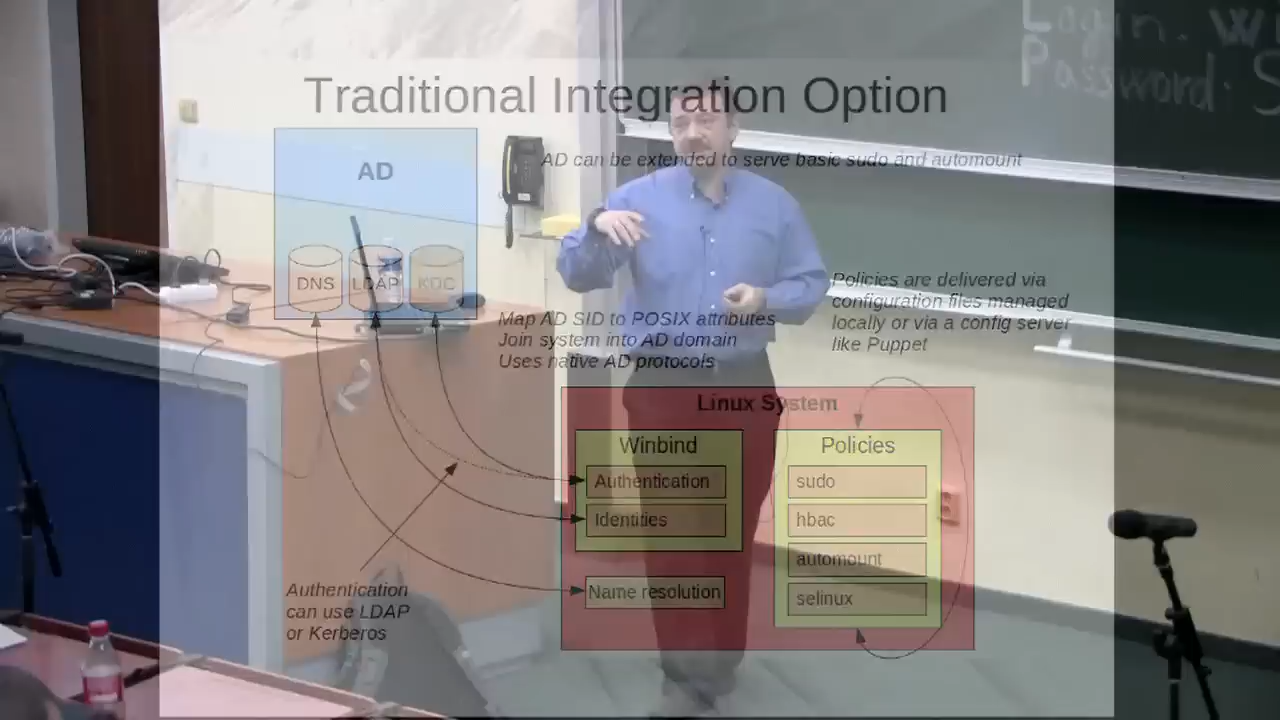 Login. W
Password. S
Traditional Integration Option
AD
AD can be extended to serve basic sudo and automount
DNS
LDAP
KDC
Map AD SID to POSIX attributes
Join system into AD domain
Uses native AD protocols
Policies are delivered via
configuration files managed
locally or via a config server
like Puppet
Linux System
Winbind
Authentication
Identities
Name resolution
Policies
sudo
hbac
automount
selinux
Authentication
can use LDAP
or Kerberos